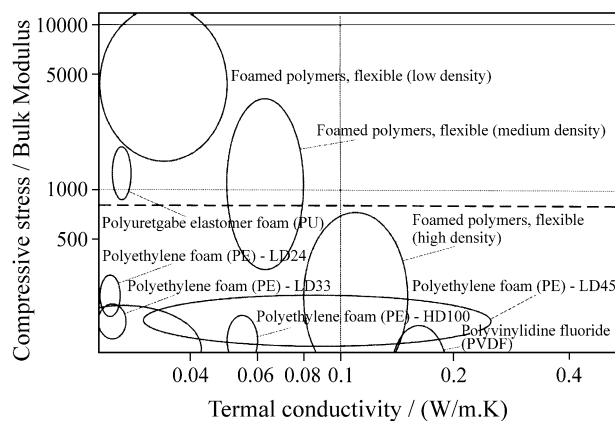 10000
5000
1000
500
Compressive stress / Bulk Modulus
Foamed polymers, flexible (low density)
Foamed polymers, flexible (medium density)
Polyuretgabe elastomer foam (PU)
Foamed polymers, flexible
(high density)
Polyethylene foam (PE) - LD24
Polyethylene foam (PE) - LD33
Polyethylene foam (PE) - LD45
Polyethylene foam (PE) - HD100
Polyvinylidine fluoride
(PVDF)
0.04
0.06
0.08
0.1
0.2
0.4
Termal conductivity / (W/m.K)